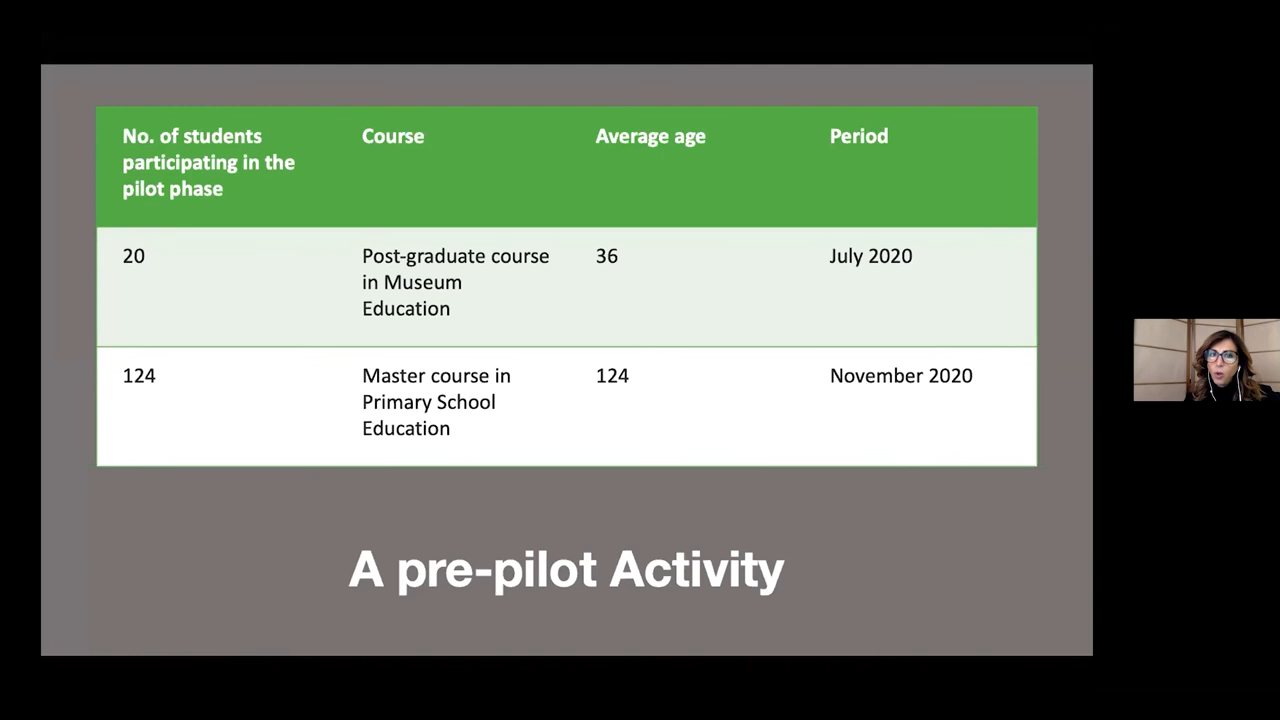 No. of students
participating in the
pilot phase
Course
Average age
Period
20
Post-graduate course
in Museum
Education
36
July 2020
124
Master course in
Primary School
Education
124
November 2020
A pre-pilot Activity